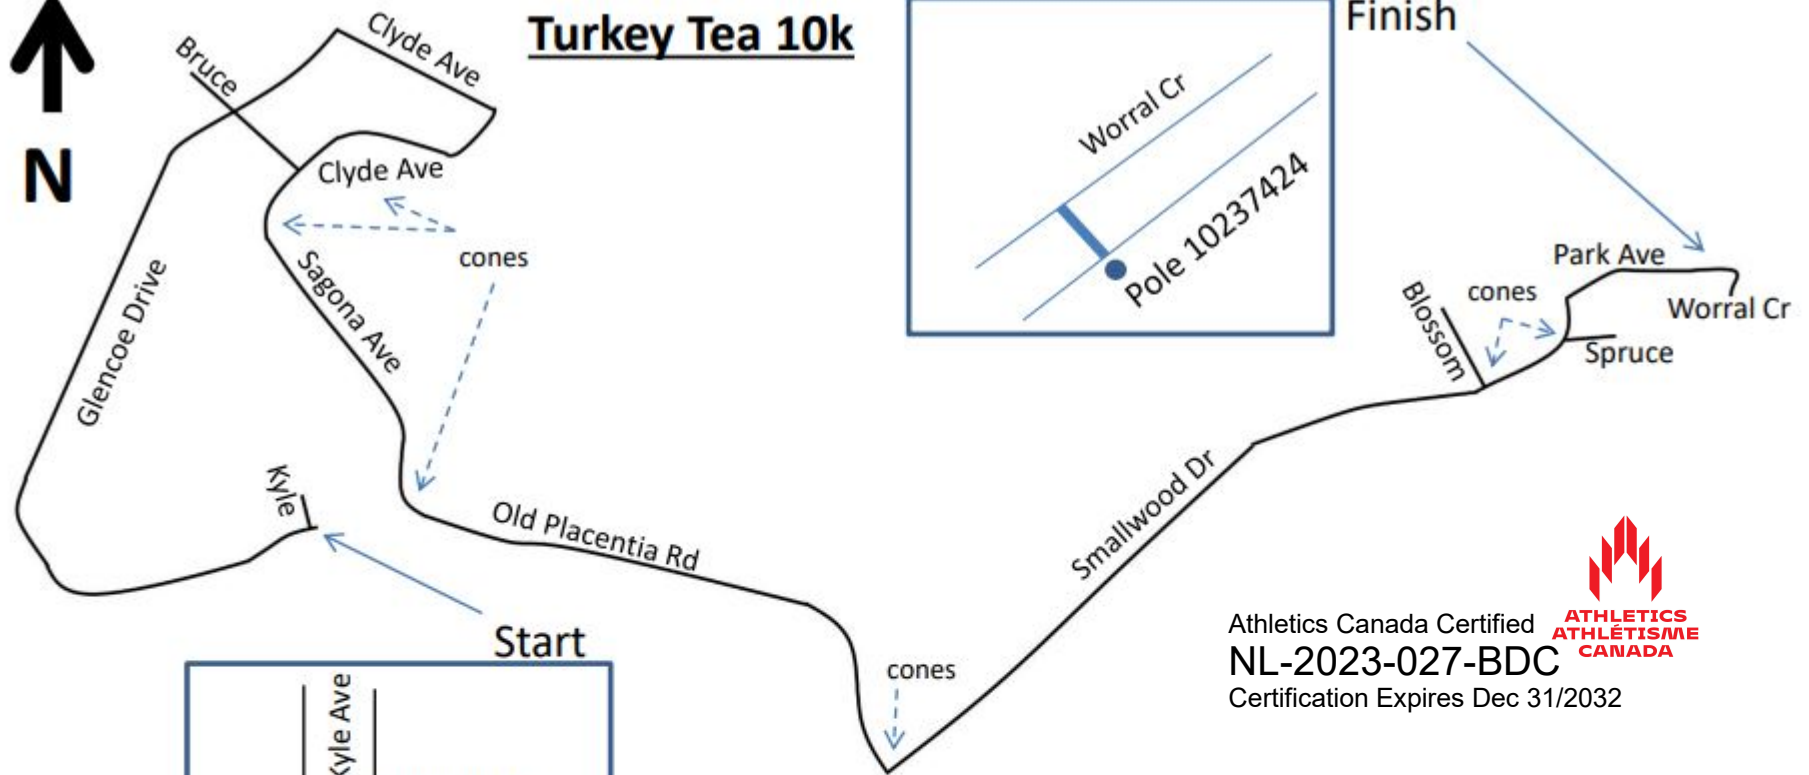 Turkey Tea 10k
Finish
N
Bruce
Clyde Ave
Clyde Ave
cones
Glencoe Drive
Sagona Ave
Kyle
Start
Old Placentia Rd
Kyle Ave
cones
Smallwood Dr
Worral Cr
Pole 10237424
Blossom
cones
Park Ave
Worral Cr
Spruce
Athletics Canada Certified
NL-2023-027-BDC
Certification Expires Dec 31/2032
ATHLETICS
ATHLÉTISME
CANADA